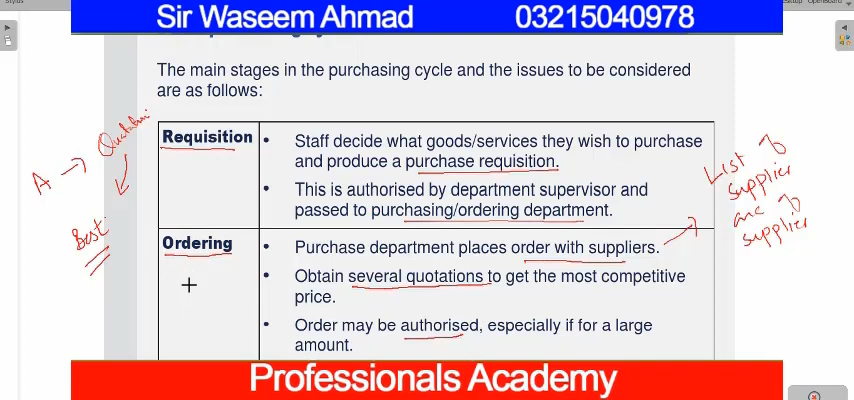 Stylus
Desktop OpenBoard
Sir Waseem Ahmad 03215040978
The main stages in the purchasing cycle and the issues to be considered
are as follows:
Requisition
• Staff decide what goods/services they wish to purchase
and produce a purchase requisition.
• This is authorised by department supervisor and
passed to purchasing/ordering department.
Ordering
• Purchase department places order with suppliers.
• Obtain several quotations to get the most competitive
price.
• Order may be authorised, especially if for a large
amount.
A →
Best
List
supplier
supplier
Professionals Academy